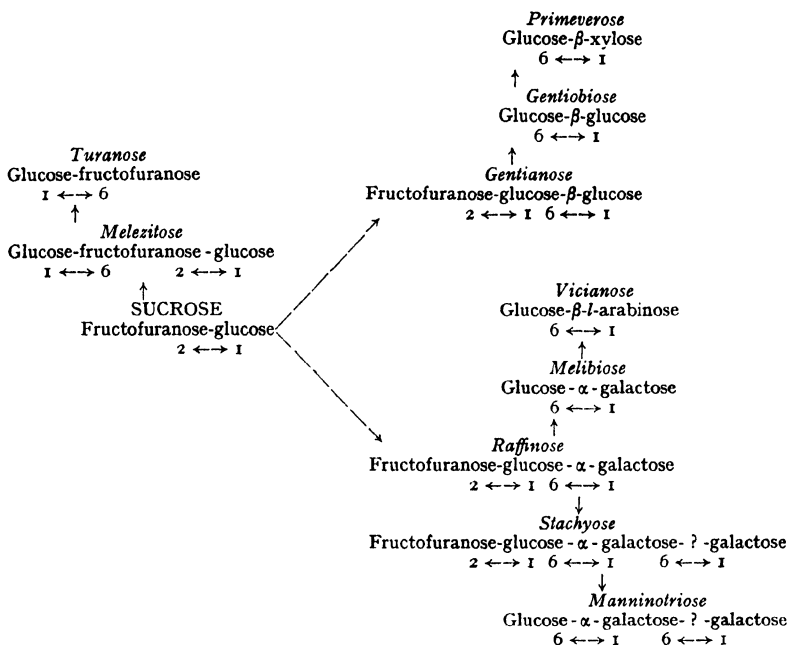 Primeverose
Glucose-β-xylose
6 ←→ 1
↑
Gentiobiose
Glucose-β-glucose
6 ←→ 1
↑
Gentianose
Fructofuranose-glucose-β-glucose
2 ←→ 1 6 ←→ 1
Turanose
Glucose-fructofuranose
1 ←→ 6
↑
Melezitose
Glucose-fructofuranose - glucose
1 ←→ 6 2 ←→ 1
↑
SUCROSE
Fructofuranose-glucose
2 ←→ 1
Vicianose
Glucose-β-l-arabinose
6 ←→ 1
↑
Melibiose
Glucose - α - galactose
6 ←→ 1
↑
Raffinose
Fructofuranose-glucose - α - galactose
2 ←→ 1 6 ←→ 1
↓
Stachyose
Fructofuranose-glucose - α - galactose- ? -galactose
2 ←→ 1 6 ←→ 1 6 ←→ 1
↓
Manninotriose
Glucose - α - galactose- ? -galactose
6 ←→ 1 6 ←→ 1